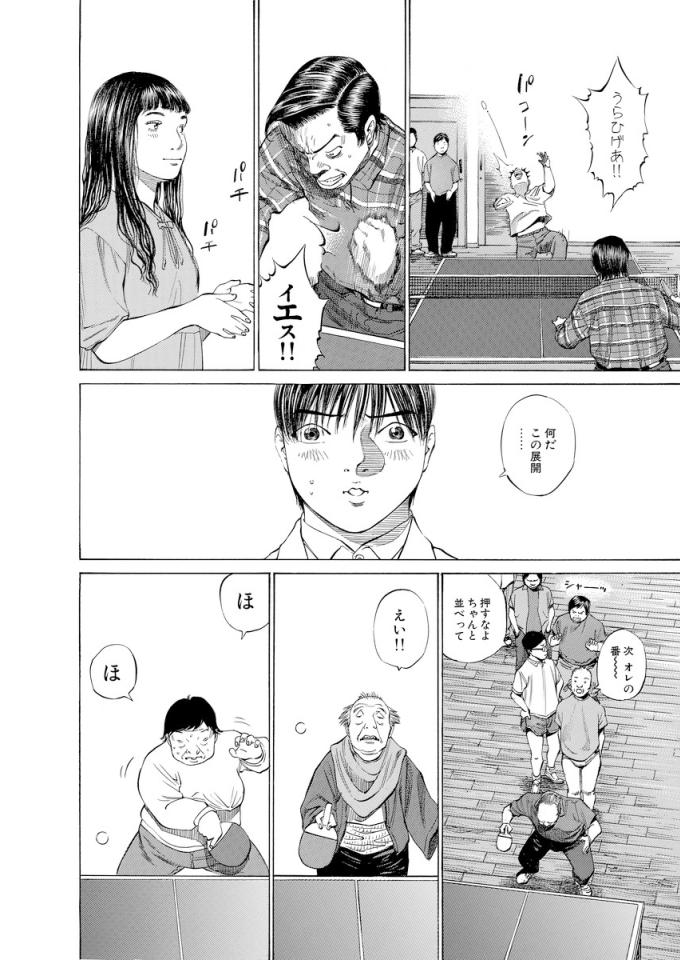 うらひげあ!!
パコーン
イエス!!
パチ
パチ
何だ
この展開
……
シャーーッ
次 オレの
番〜〜〜
押すなよ
ちゃんと
並べって
えい!!
ほ
ほ